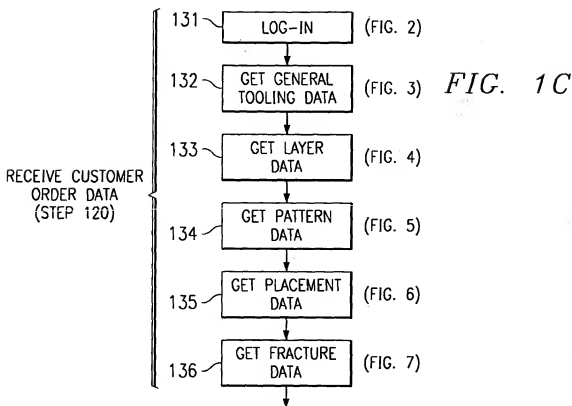 131 LOG-IN (FIG. 2)
132 GET GENERAL TOOLING DATA (FIG. 3) FIG. 1C
133 GET LAYER DATA (FIG. 4)
RECEIVE CUSTOMER
ORDER DATA
(STEP 120)
134 GET PATTERN DATA (FIG. 5)
135 GET PLACEMENT DATA (FIG. 6)
136 GET FRACTURE DATA (FIG. 7)